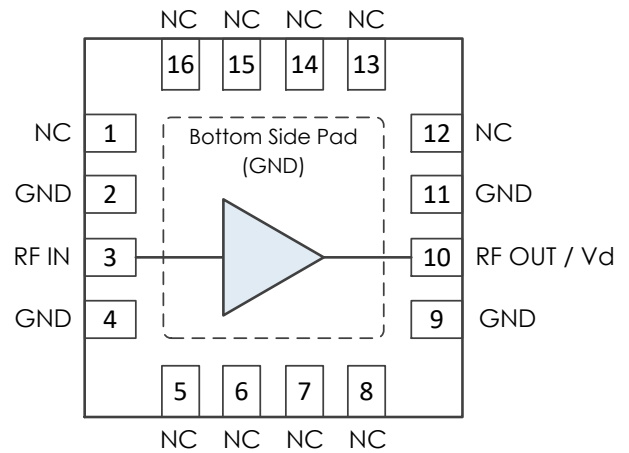 NC NC NC NC
16 15 14 13
NC 1
Bottom Side Pad
(GND)
12 NC
GND 2
11 GND
RF IN 3
10 RF OUT / Vd
GND 4
9 GND
5 6 7 8
NC NC NC NC